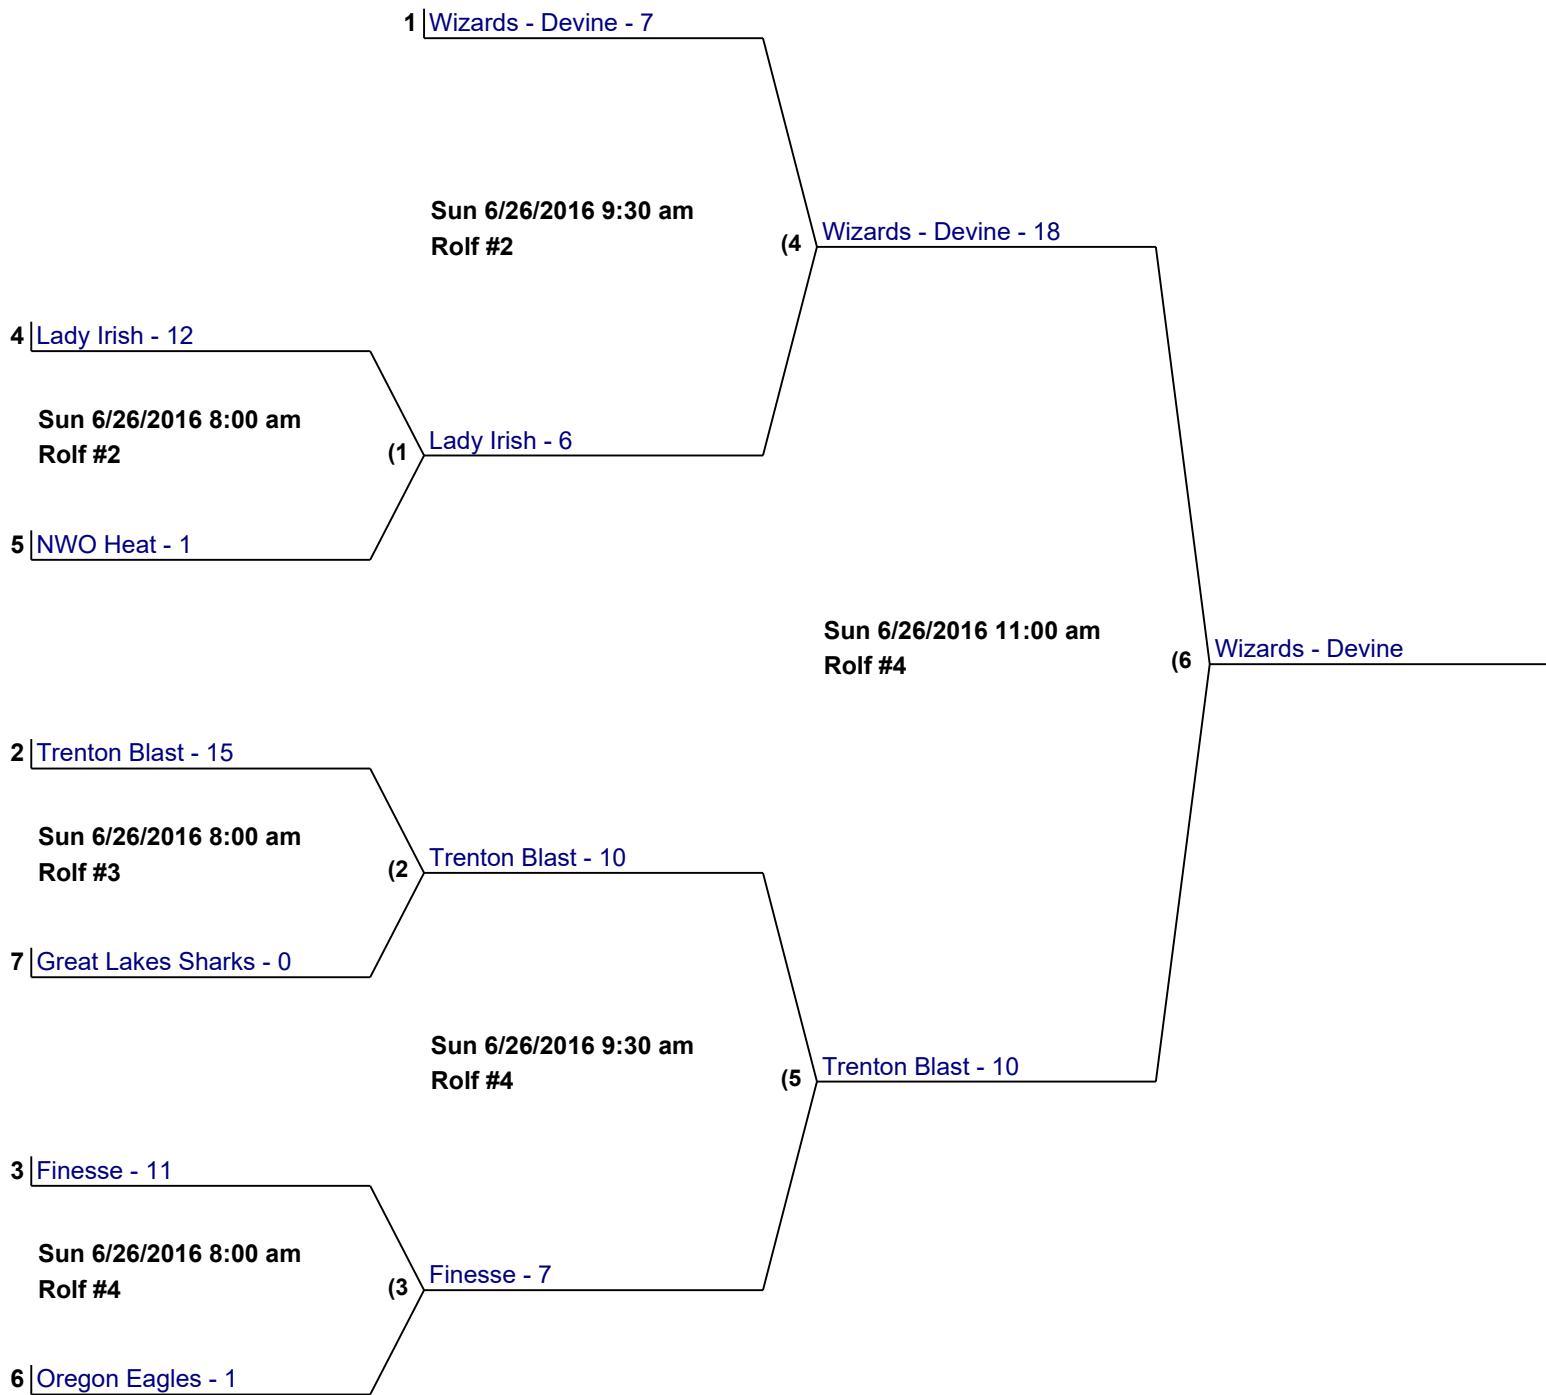 1 Wizards - Devine - 7
Sun 6/26/2016 9:30 am
Rolf #2
(4
Wizards - Devine - 18
4 Lady Irish - 12
Sun 6/26/2016 8:00 am
Rolf #2
(1
Lady Irish - 6
5 NWO Heat - 1
Sun 6/26/2016 11:00 am
Rolf #4
(6
Wizards - Devine
2 Trenton Blast - 15
Sun 6/26/2016 8:00 am
Rolf #3
(2
Trenton Blast - 10
7 Great Lakes Sharks - 0
Sun 6/26/2016 9:30 am
Rolf #4
(5
Trenton Blast - 10
3 Finesse - 11
Sun 6/26/2016 8:00 am
Rolf #4
(3
Finesse - 7
6 Oregon Eagles - 1